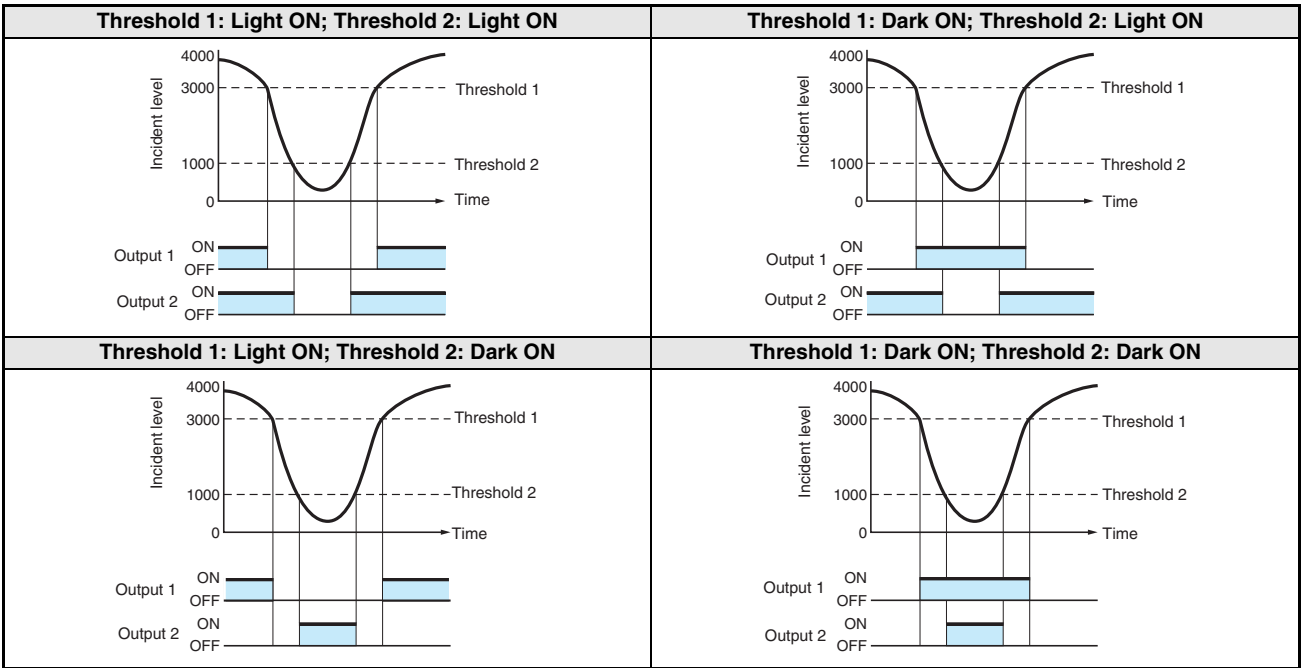 Threshold 1: Light ON; Threshold 2: Light ON
4000
3000
1000
0
Incident level
Threshold 1
Threshold 2
Time
Output 1
ON
OFF
Output 2
ON
OFF
Threshold 1: Dark ON; Threshold 2: Light ON
4000
3000
1000
0
Incident level
Threshold 1
Threshold 2
Time
Output 1
ON
OFF
Output 2
ON
OFF
Threshold 1: Light ON; Threshold 2: Dark ON
4000
3000
1000
0
Incident level
Threshold 1
Threshold 2
Time
Output 1
ON
OFF
Output 2
ON
OFF
Threshold 1: Dark ON; Threshold 2: Dark ON
4000
3000
1000
0
Incident level
Threshold 1
Threshold 2
Time
Output 1
ON
OFF
Output 2
ON
OFF